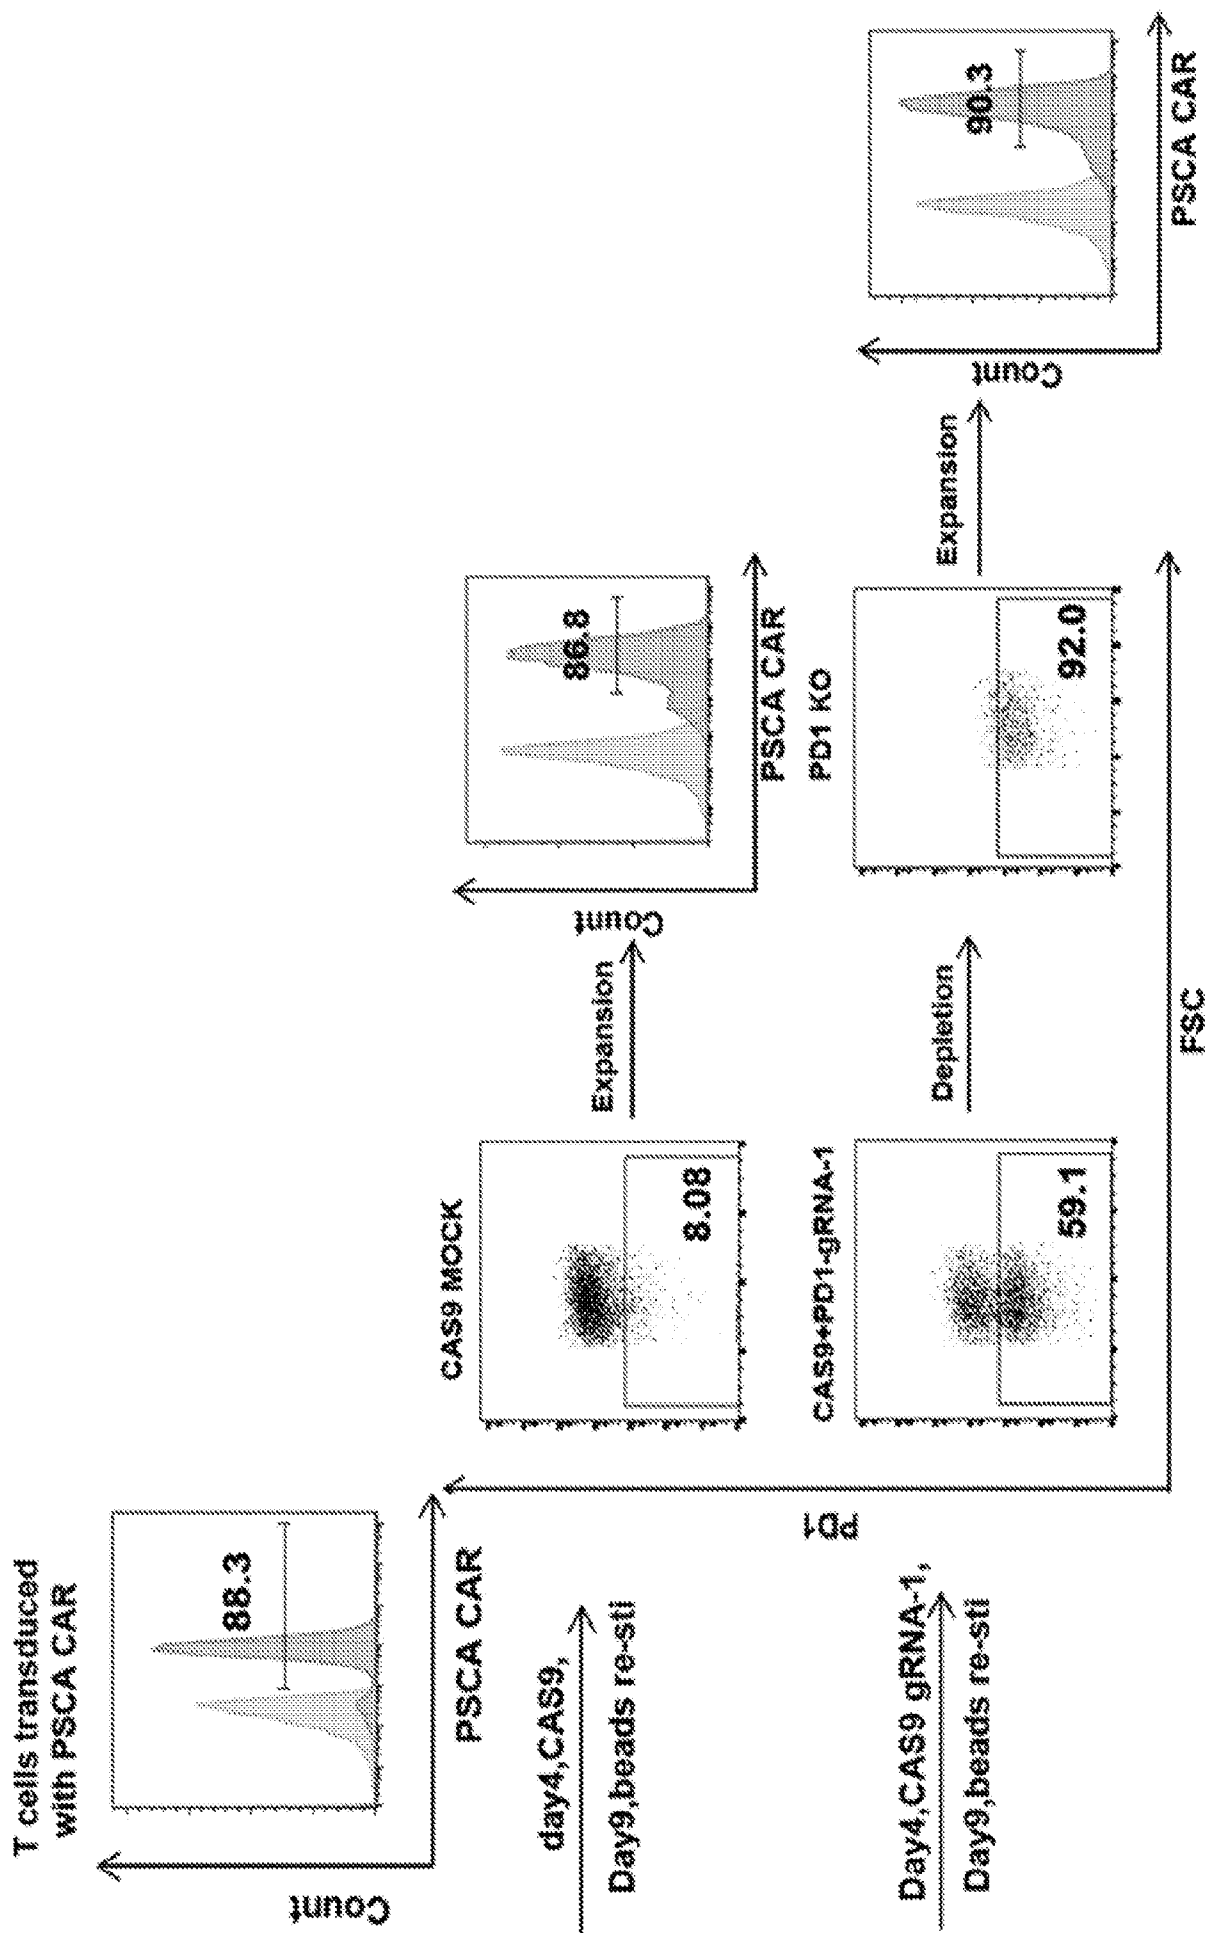 T cells transduced
with PSCA CAR
Count
88.3
PSCA CAR
day4,CAS9,
Day9,beads re-sti
Day4,CAS9 gRNA-1,
Day9,beads re-sti
PD1
CAS9 MOCK
8.08
Expansion
Count
86.8
PSCA CAR
CAS9+PD1-gRNA-1
59.1
Depletion
PD1 KO
92.0
Expansion
Count
90.3
PSCA CAR
FSC